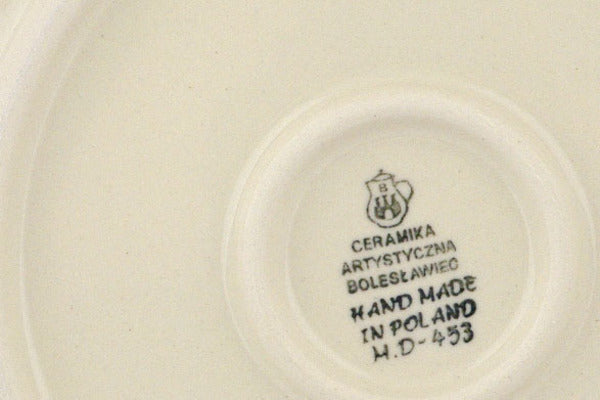 B
CERAMIKA
ARTYSTYCZNA
BOLESŁAWIEC
HAND MADE
IN POLAND
M.D-453